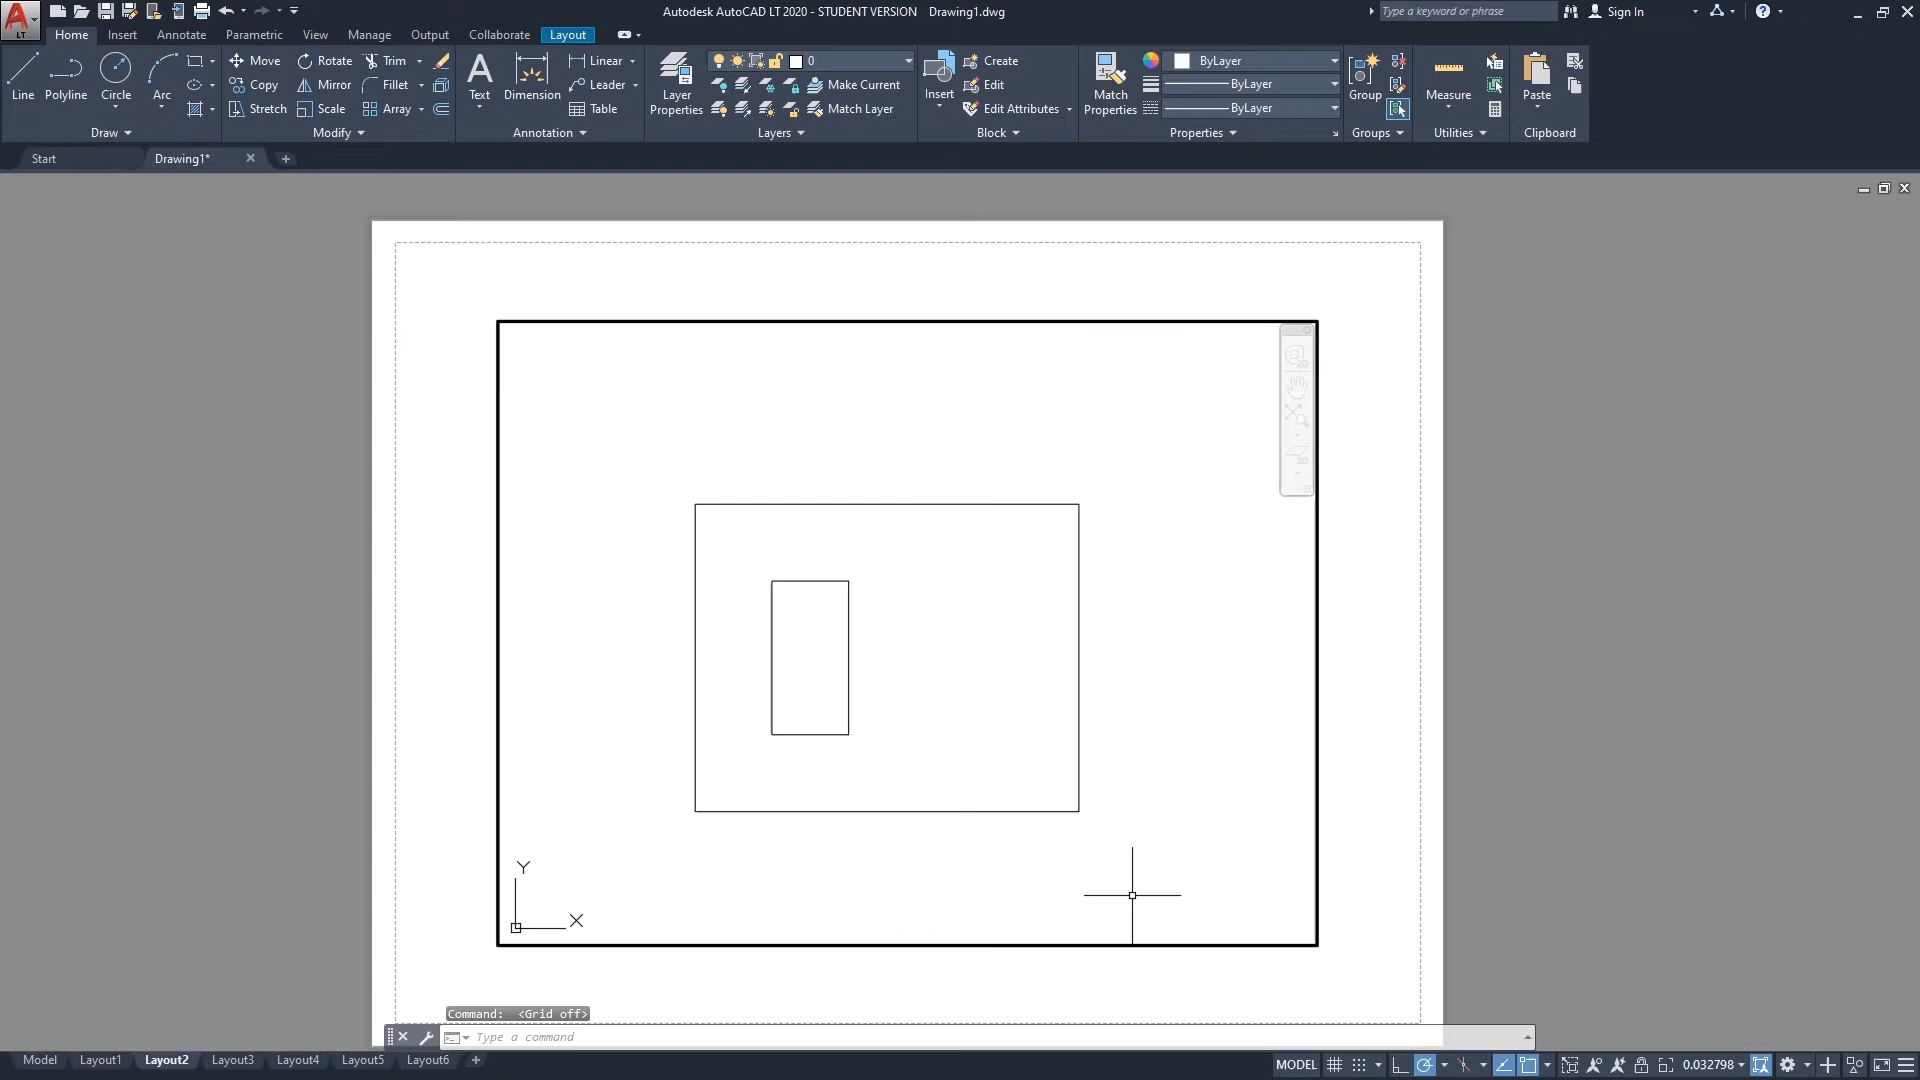 LT
Autodesk AutoCAD LT 2020 - STUDENT VERSION Drawing1.dwg
Type a keyword or phrase
Sign In
Home Insert Annotate Parametric View Manage Output Collaborate Layout
Line Polyline Circle Arc
Move Rotate Trim
Copy Mirror Fillet
Stretch Scale Array
Text Dimension
Linear
Leader
Table
Layer
Properties
0
Make Current
Match Layer
Insert
Create
Edit
Edit Attributes
Match
Properties
ByLayer
ByLayer
ByLayer
Group
Measure
Paste
Draw Modify Annotation Layers Block Properties Groups Utilities Clipboard
Start Drawing1*
2D
2D
Y
X
Command: <Grid off>
Type a command
Model Layout1 Layout2 Layout3 Layout4 Layout5 Layout6
MODEL 0.032798